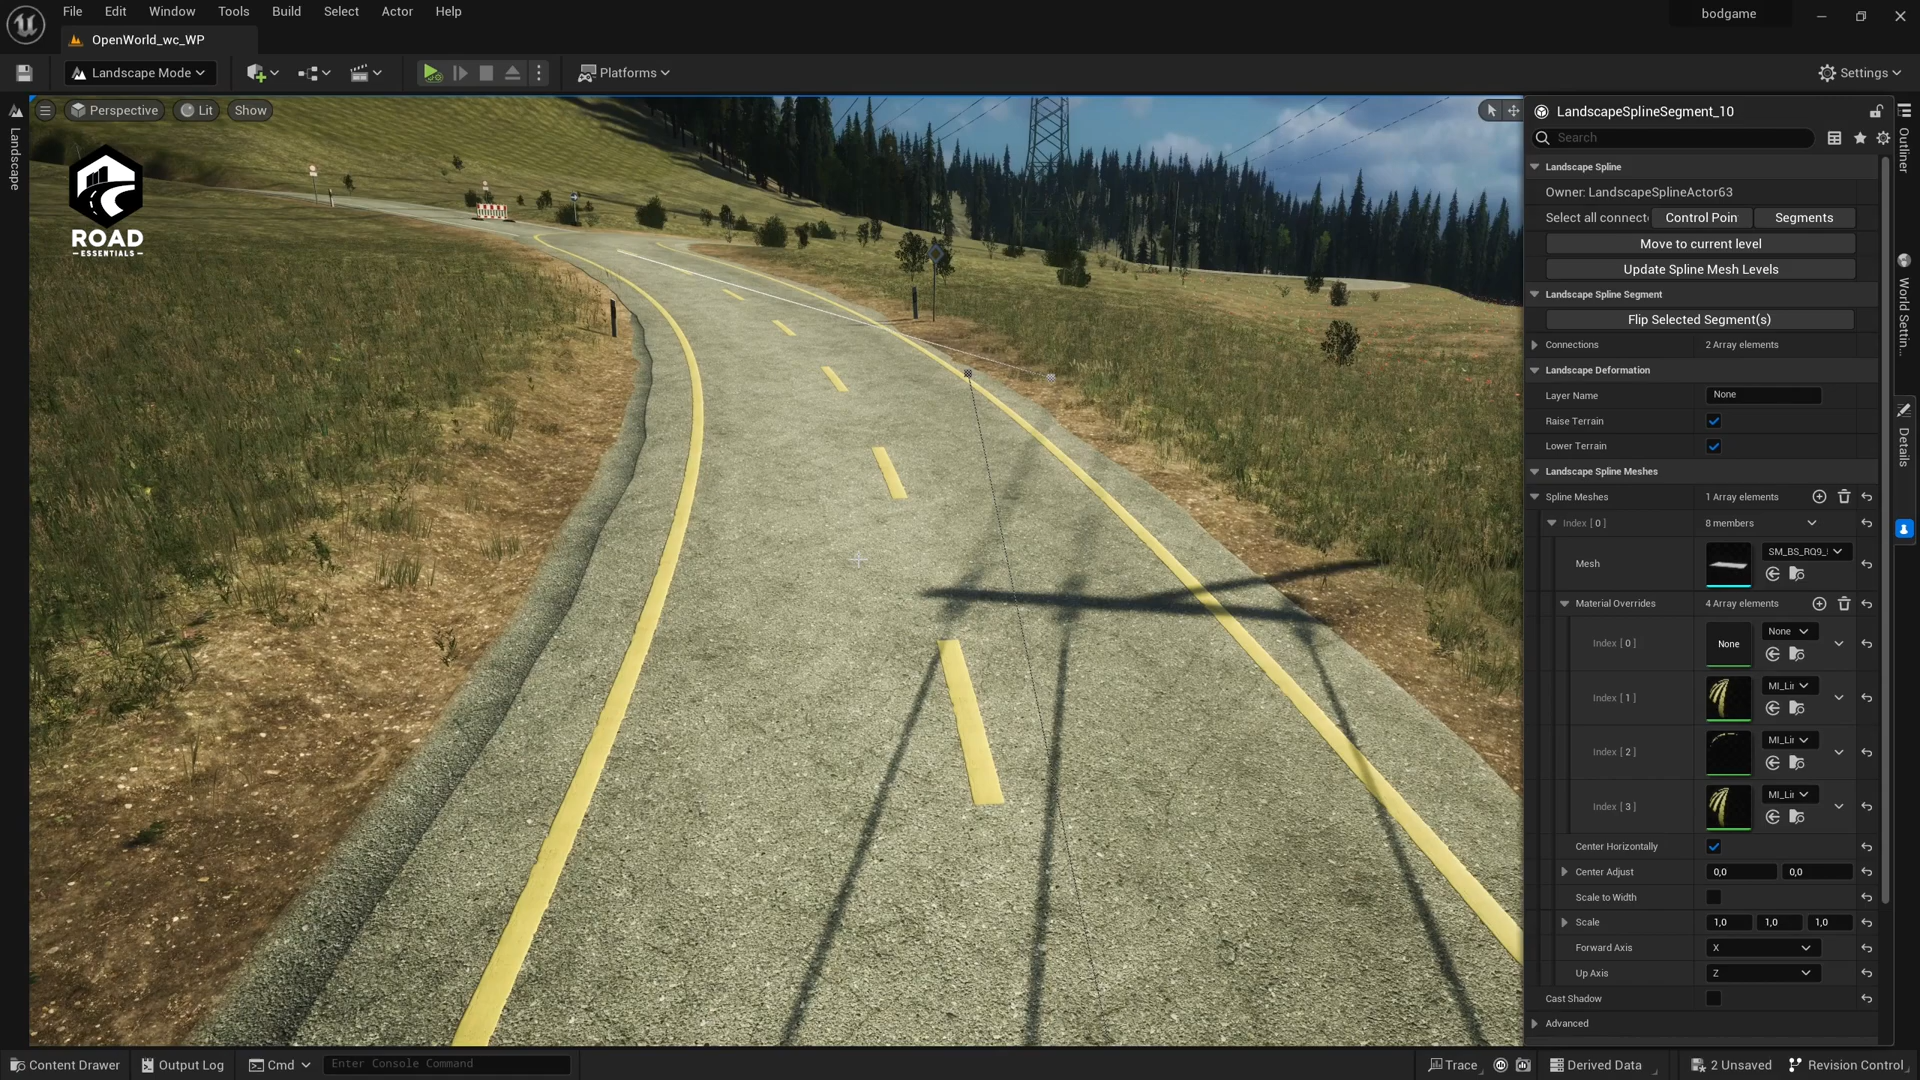 File Edit Window Tools Build Select Actor Help
bodgame
OpenWorld_wc_WP
Landscape Mode
Platforms
Settings
Perspective
Lit
Show
Landscape
ROAD
-ESSENTIALS-
LandscapeSplineSegment_10
Search
Landscape Spline
Owner: LandscapeSplineActor63
Select all connect Control Poin Segments
Move to current level
Update Spline Mesh Levels
Landscape Spline Segment
Flip Selected Segment(s)
Connections 2 Array elements
Landscape Deformation
Layer Name None
Raise Terrain
Lower Terrain
Landscape Spline Meshes
Spline Meshes 1 Array elements
Index [ 0 ] 8 members
Mesh SM_BS_RQ9_
Material Overrides 4 Array elements
Index [ 0 ] None None
Index [ 1 ] MI_Li
Index [ 2 ] MI_Li
Index [ 3 ] MI_Li
Center Horizontally
Center Adjust 0,0 0,0
Scale to Width
Scale 1,0 1,0 1,0
Forward Axis X
Up Axis Z
Cast Shadow
Advanced
Outliner
World Settin...
Details
Content Drawer
Output Log
Cmd
Enter Console Command
Trace
Derived Data
2 Unsaved
Revision Control